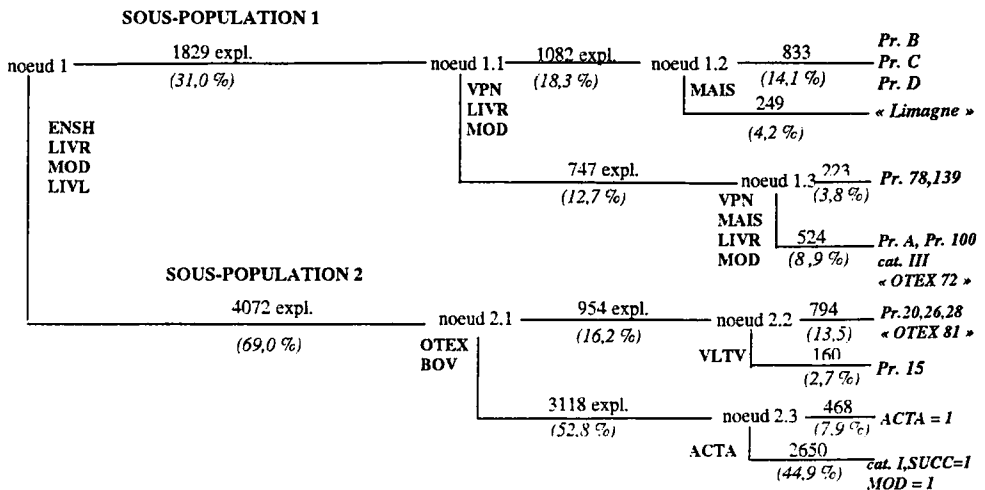 SOUS-POPULATION 1
noeud 1
1829 expl.
(31,0 %)
ENSH
LIVR
MOD
LIVL
noeud 1.1
VPN
LIVR
MOD
1082 expl.
(18,3 %)
noeud 1.2
MAIS
833
(14,1 %)
Pr. B
Pr. C
Pr. D
249
(4,2 %)
« Limagne »
747 expl.
(12,7 %)
noeud 1.3
VPN
MAIS
LIVR
MOD
223
(3,8 %)
Pr. 78,139
524
(8,9 %)
Pr. A, Pr. 100
cat. III
« OTEX 72 »
SOUS-POPULATION 2
4072 expl.
(69,0 %)
noeud 2.1
OTEX
BOV
954 expl.
(16,2 %)
noeud 2.2
VLTV
794
(13,5)
Pr.20,26,28
« OTEX 81 »
160
(2,7 %)
Pr. 15
3118 expl.
(52,8 %)
noeud 2.3
ACTA
468
(7,9 %)
ACTA = 1
2650
(44,9 %)
cat. I,SUCC=1
MOD = 1